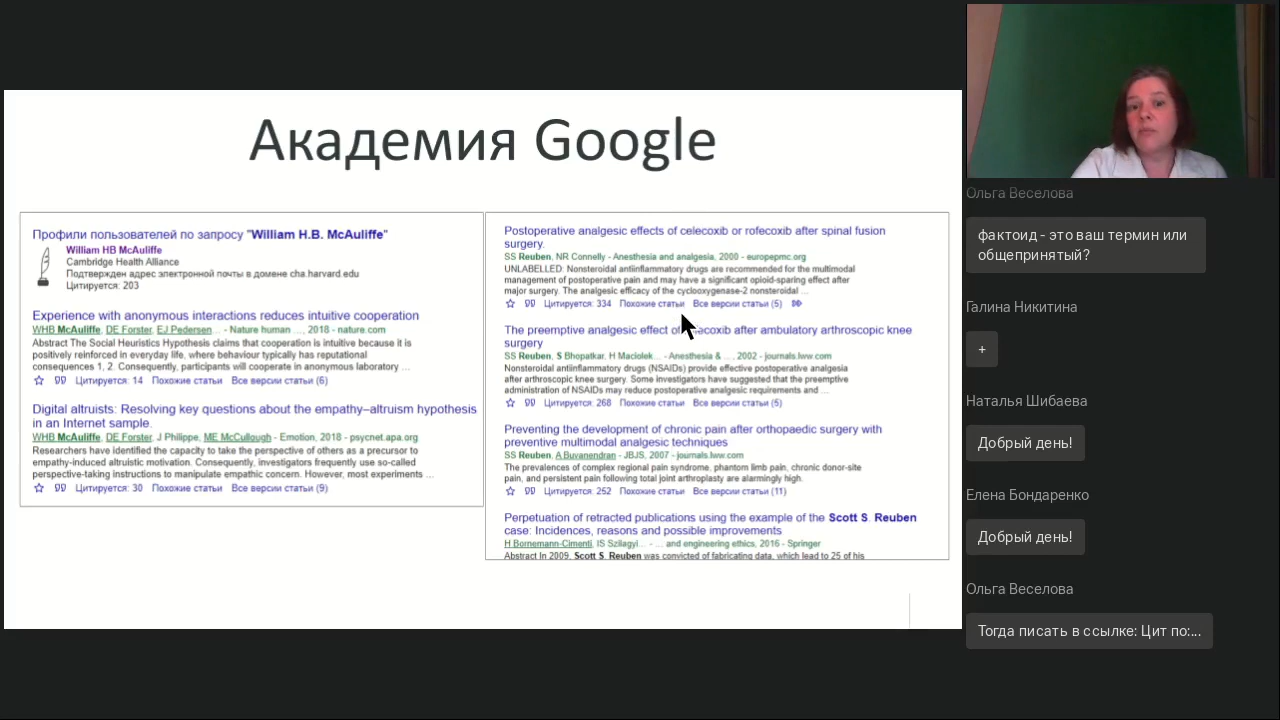 Академия Google
Профили пользователей по запросу "William H.B. McAuliffe"
William HB McAuliffe
Cambridge Health Alliance
Подтвержден адрес электронной почты в домене cha.harvard.edu
Цитируется: 203
Experience with anonymous interactions reduces intuitive cooperation
WHB McAuliffe, DE Forster, EJ Pedersen… - Nature human …, 2018 - nature.com
Abstract The Social Heuristics Hypothesis claims that cooperation is intuitive because it is
positively reinforced in everyday life, where behaviour typically has reputational
consequences 1, 2. Consequently, participants will cooperate in anonymous laboratory …
Цитируется: 14 Похожие статьи Все версии статьи (6)
Digital altruists: Resolving key questions about the empathy–altruism hypothesis
in an Internet sample.
WHB McAuliffe, DE Forster, J Philippe, ME McCullough - Emotion, 2018 - psycnet.apa.org
Researchers have identified the capacity to take the perspective of others as a precursor to
empathy-induced altruistic motivation. Consequently, investigators frequently use so-called
perspective-taking instructions to manipulate empathic concern. However, most experiments …
Цитируется: 30 Похожие статьи Все версии статьи (9)
Postoperative analgesic effects of celecoxib or rofecoxib after spinal fusion
surgery.
SS Reuben, NR Connelly - Anesthesia and analgesia, 2000 - europepmc.org
UNLABELLED: Nonsteroidal antiinflammatory drugs are recommended for the multimodal
management of postoperative pain and may have a significant opioid-sparing effect after
major surgery. The analgesic efficacy of the cyclooxygenase-2 nonsteroidal …
Цитируется: 334 Похожие статьи Все версии статьи (5)
The preemptive analgesic effect of ecoxib after ambulatory arthroscopic knee
surgery
SS Reuben, S Bhopatkar, H Maciolek… - Anesthesia & …, 2002 - journals.lww.com
Nonsteroidal antiinflammatory drugs (NSAIDs) provide effective postoperative analgesia
after arthroscopic knee surgery. Some investigators have suggested that the preemptive
administration of NSAIDs may reduce postoperative analgesic requirements and …
Цитируется: 268 Похожие статьи Все версии статьи (5)
Preventing the development of chronic pain after orthopaedic surgery with
preventive multimodal analgesic techniques
SS Reuben, A Buvanendran - JBJS, 2007 - journals.lww.com
The prevalences of complex regional pain syndrome, phantom limb pain, chronic donor-site
pain, and persistent pain following total joint arthroplasty are alarmingly high.
Цитируется: 252 Похожие статьи Все версии статьи (11)
Perpetuation of retracted publications using the example of the Scott S. Reuben
case: Incidences, reasons and possible improvements
H Bornemann-Cimenti, IS Szilagyi… - … and engineering ethics, 2016 - Springer
Abstract In 2009, Scott S. Reuben was convicted of fabricating data, which lead to 25 of his
Ольга Веселова
фактоид - это ваш термин или
общепринятый?
Галина Никитина
+
Наталья Шибаева
Добрый день!
Елена Бондаренко
Добрый день!
Ольга Веселова
Тогда писать в ссылке: Цит по:...